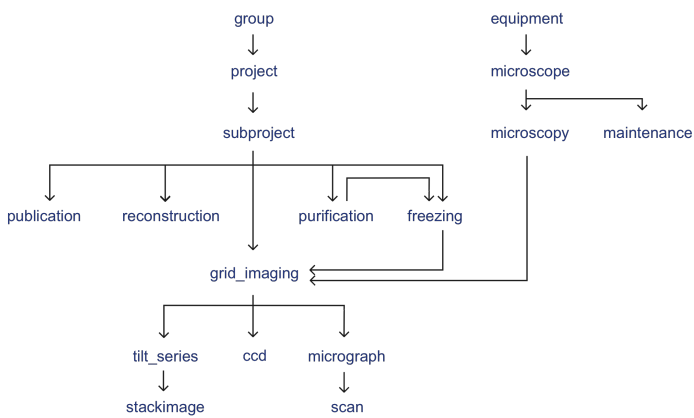 group
equipment
project
microscope
subproject
microscopy
maintenance
publication
reconstruction
purification
freezing
grid_imaging
tilt_series
ccd
micrograph
stackimage
scan